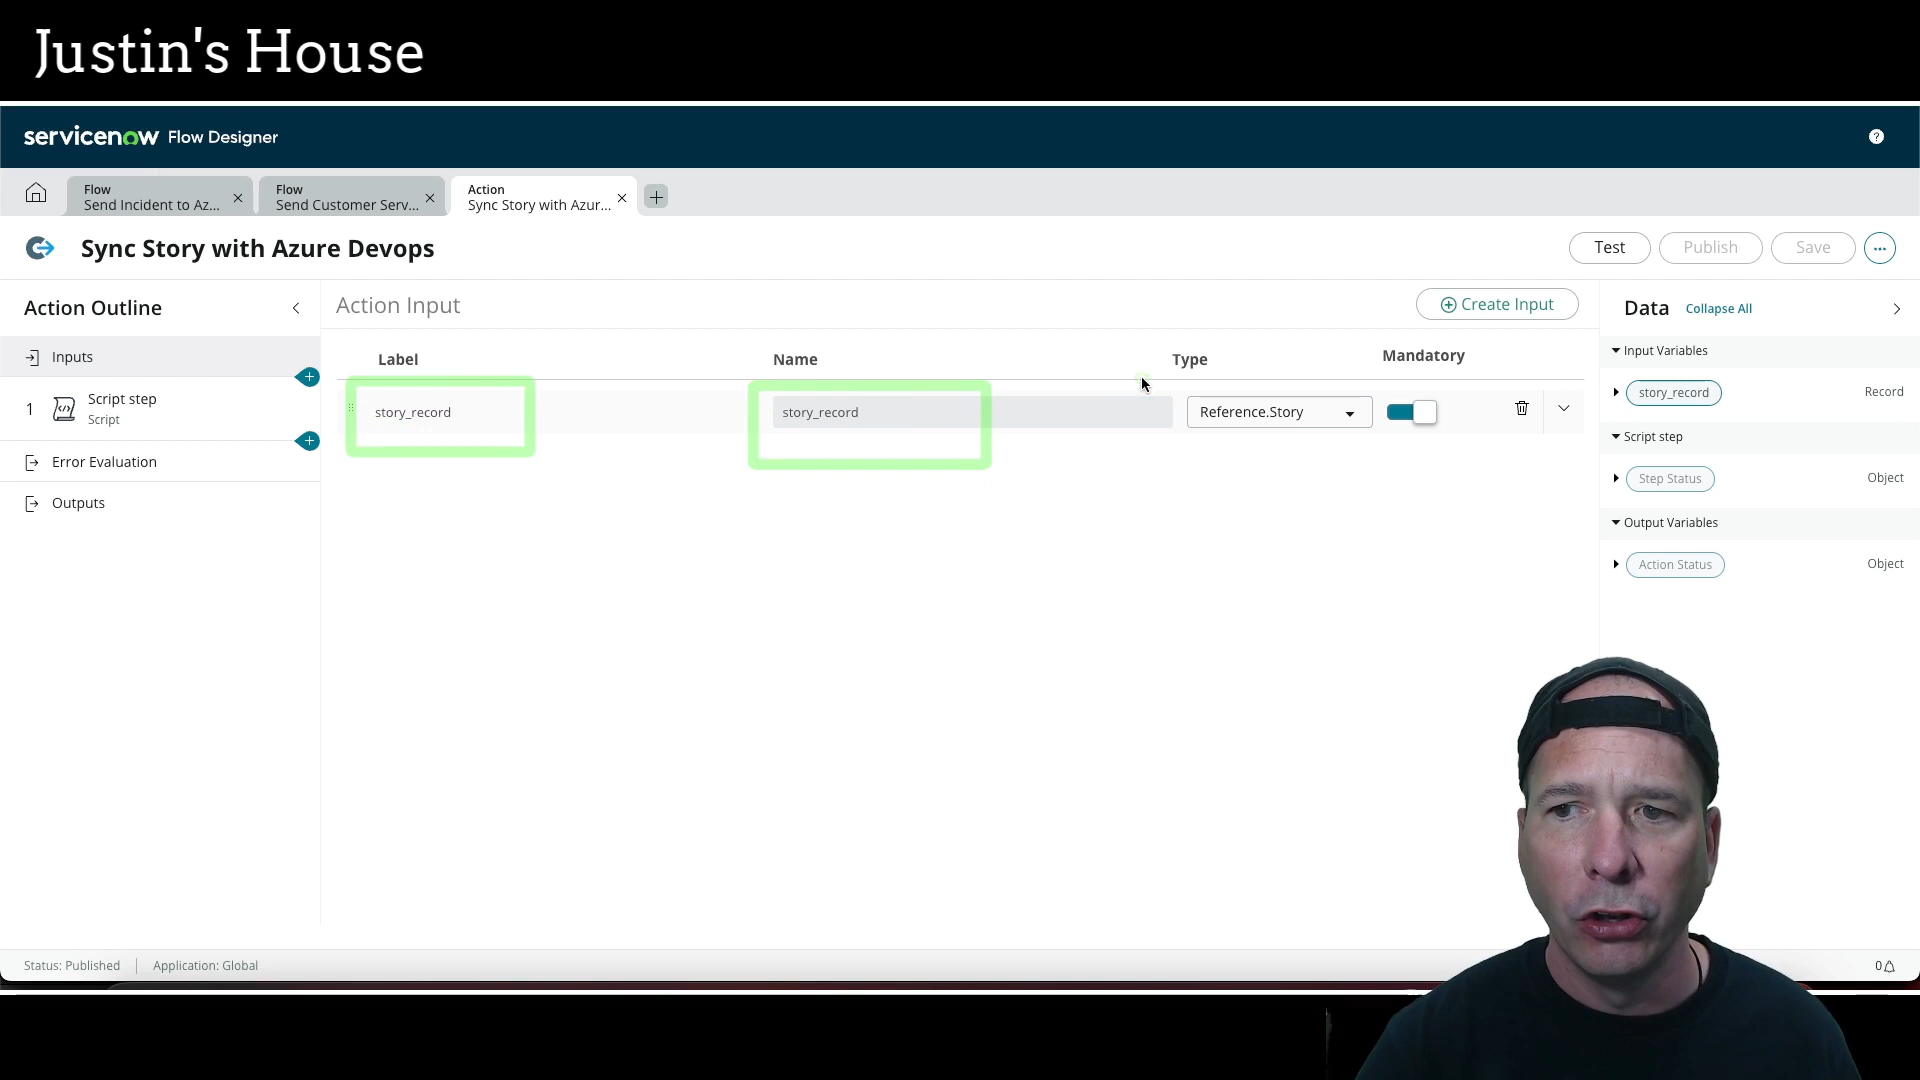 Justin's House
servicenow Flow Designer
?
Flow
Send Incident to Az...
Flow
Send Customer Serv...
Action
Sync Story with Azur...
Sync Story with Azure Devops
Test
Publish
Save
Action Outline
Action Input
Create Input
Data
Collapse All
Inputs
1
Script step
Script
Error Evaluation
Outputs
Label
Name
Type
Mandatory
story_record
story_record
Reference.Story
Input Variables
story_record
Record
Script step
Step Status
Object
Output Variables
Action Status
Object
Status: Published
Application: Global
0